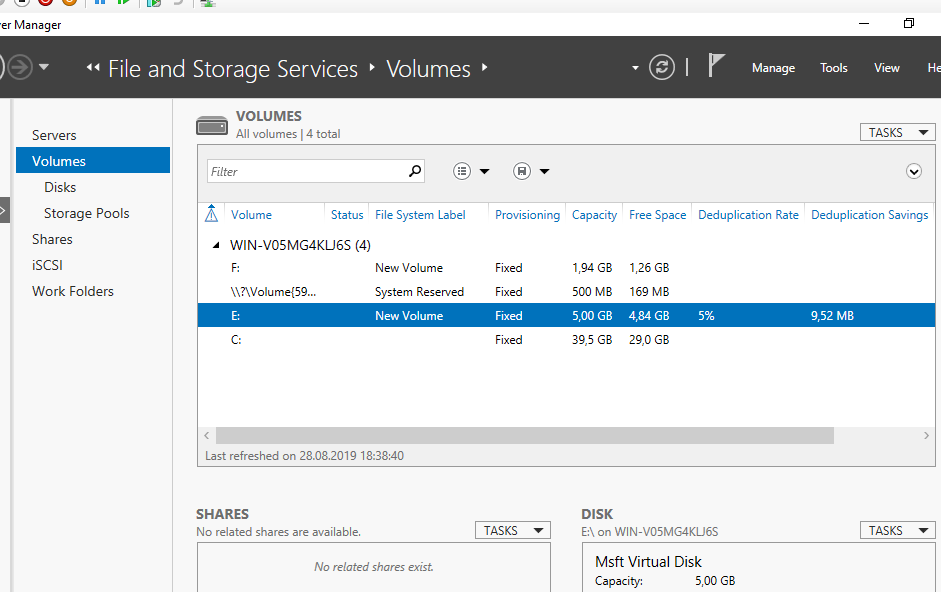 ver Manager
File and Storage Services Volumes
Manage Tools View He
Servers
Volumes
Disks
Storage Pools
Shares
iSCSI
Work Folders
VOLUMES
All volumes | 4 total
TASKS
Filter
Volume Status File System Label Provisioning Capacity Free Space Deduplication Rate Deduplication Savings
WIN-V05MG4KLJ6S (4)
F: New Volume Fixed 1,94 GB 1,26 GB
\\?\Volume{59... System Reserved Fixed 500 MB 169 MB
E: New Volume Fixed 5,00 GB 4,84 GB 5% 9,52 MB
C: Fixed 39,5 GB 29,0 GB
Last refreshed on 28.08.2019 18:38:40
SHARES
No related shares are available.
TASKS
No related shares exist.
DISK
E:\ on WIN-V05MG4KLJ6S
TASKS
Msft Virtual Disk
Capacity: 5,00 GB